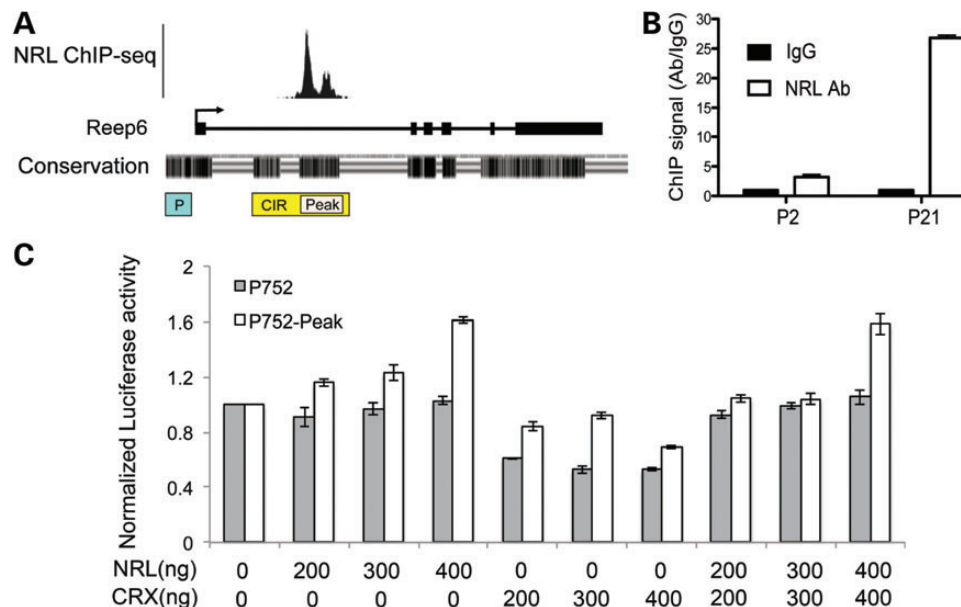 A
NRL ChIP-seq
Reep6
Conservation
P
CIR
Peak
B
ChIP signal (Ab/IgG)
30
25
20
15
10
5
0
IgG
NRL Ab
P2
P21
C
Normalized Luciferase activity
2
1.6
1.2
0.8
0.4
0
P752
P752-Peak
NRL(ng) 0 200 300 400 0 0 0 200 300 400
CRX(ng) 0 0 0 0 200 300 400 200 300 400